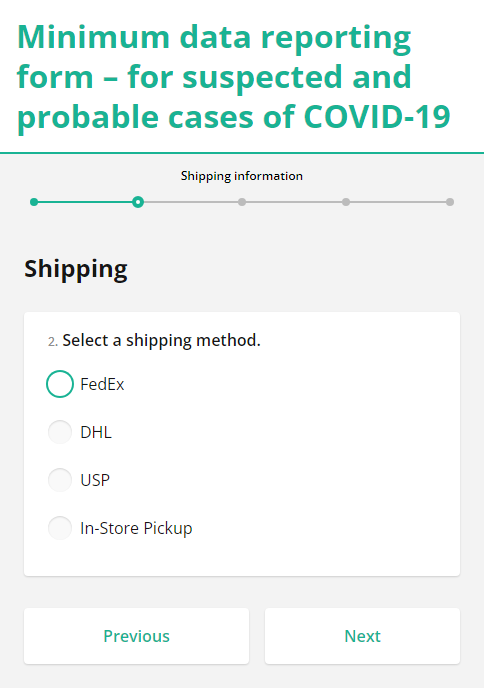 Minimum data reporting
form – for suspected and
probable cases of COVID-19
Shipping information
Shipping
2. Select a shipping method.
FedEx
DHL
USP
In-Store Pickup
Previous
Next